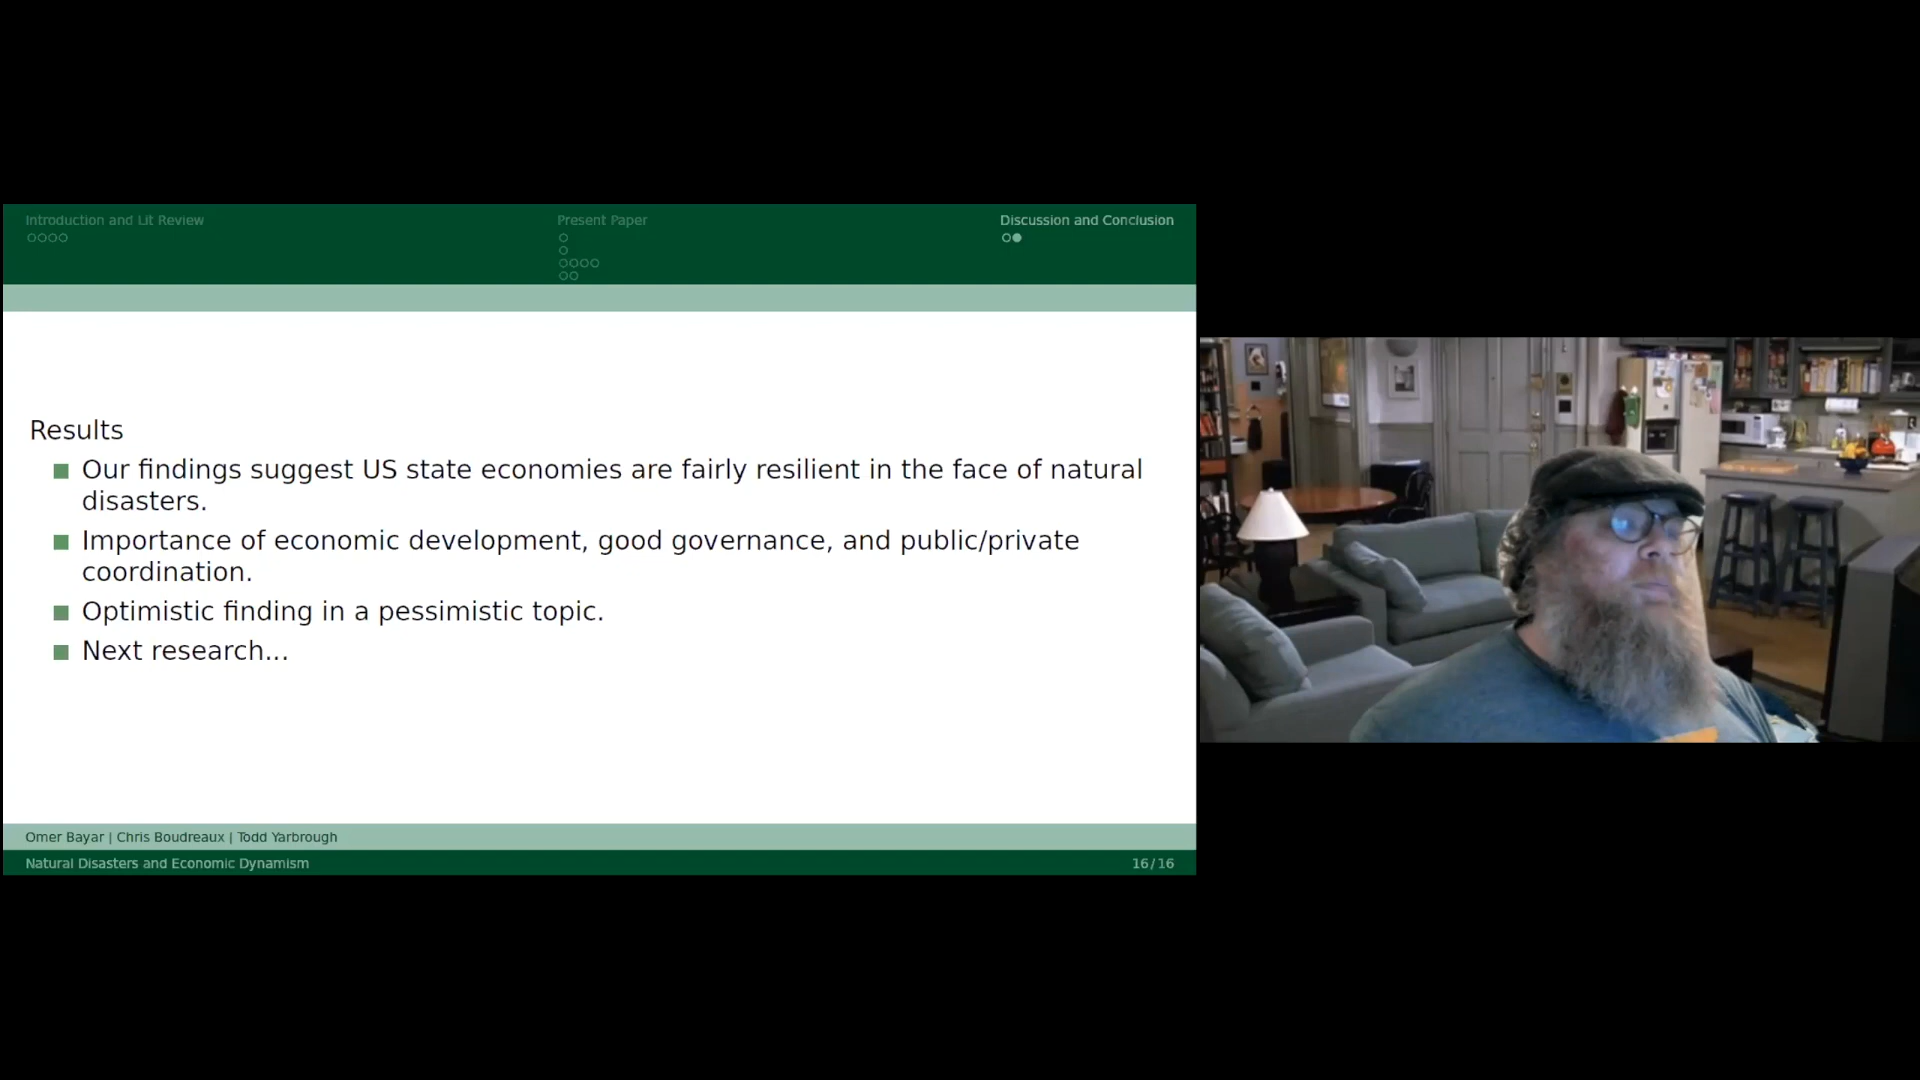 Introduction and Lit Review
Present Paper
Discussion and Conclusion
Results
Our findings suggest US state economies are fairly resilient in the face of natural
disasters.
Importance of economic development, good governance, and public/private
coordination.
Optimistic finding in a pessimistic topic.
Next research...
Omer Bayar | Chris Boudreaux | Todd Yarbrough
Natural Disasters and Economic Dynamism
16/16